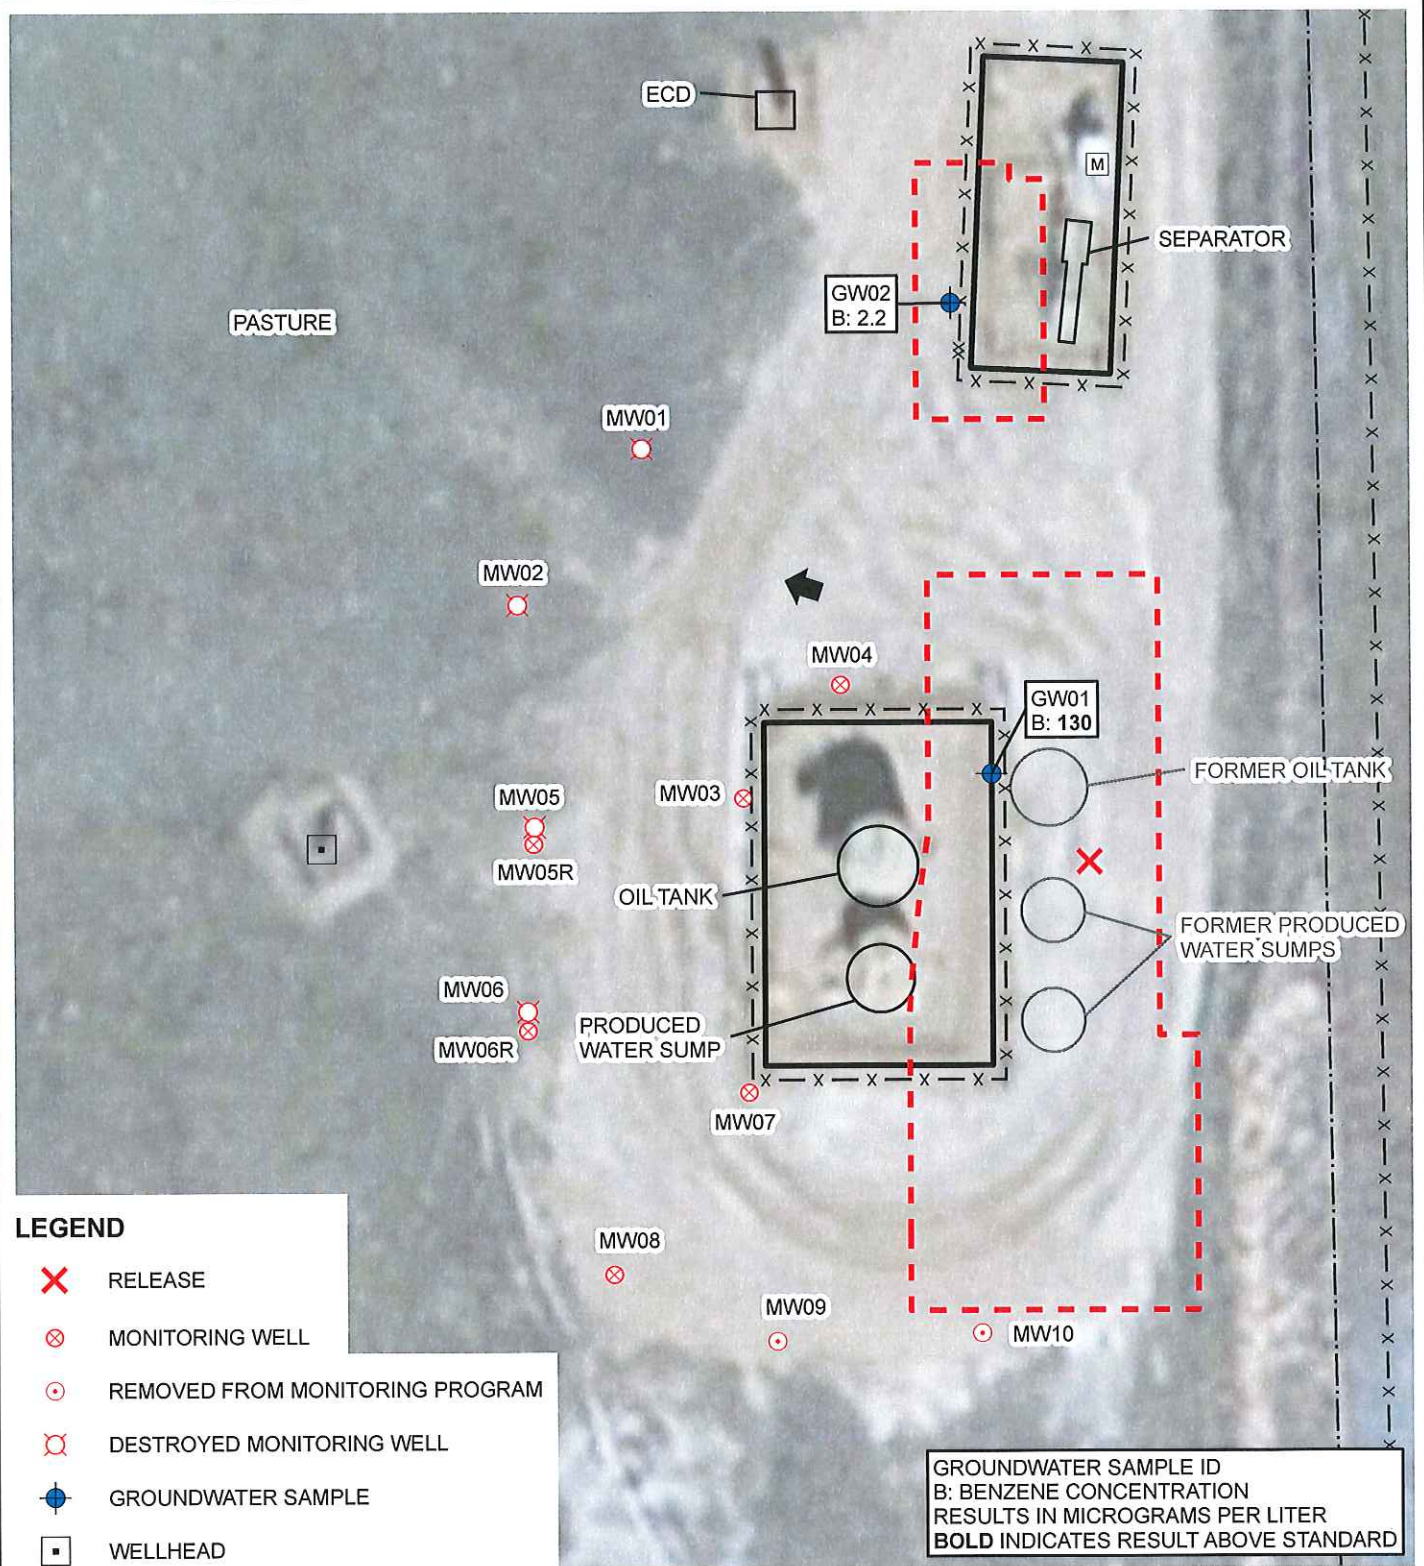 ECD
M
SEPARATOR
GW02
B: 2.2
PASTURE
MW01
MW02
MW04
GW01
B: 130
FORMER OIL TANK
MW03
MW05
MW05R
OIL TANK
FORMER PRODUCED
WATER SUMPS
MW06
MW06R
PRODUCED
WATER SUMP
MW07
MW08
MW09
MW10
LEGEND
RELEASE
MONITORING WELL
REMOVED FROM MONITORING PROGRAM
DESTROYED MONITORING WELL
GROUNDWATER SAMPLE
WELLHEAD
GROUNDWATER SAMPLE ID
B: BENZENE CONCENTRATION
RESULTS IN MICROGRAMS PER LITER
BOLD INDICATES RESULT ABOVE STANDARD